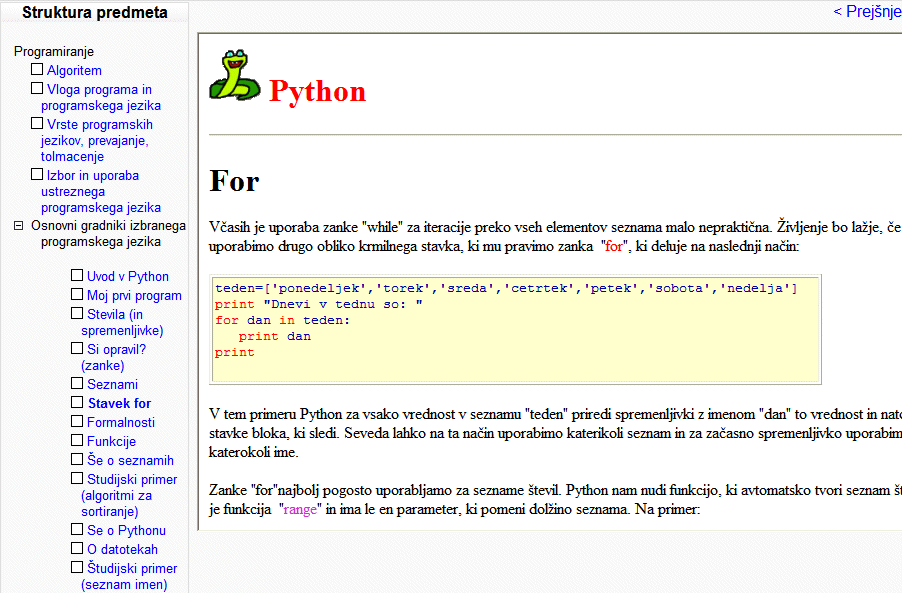 Struktura predmeta
Programiranje
Algoritem
Vloga programa in
programskega jezika
Vrste programskih
jezikov, prevajanje,
tolmacenje
Izbor in uporaba
ustreznega
programskega jezika
Osnovni gradniki izbranega
programskega jezika
Uvod v Python
Moj prvi program
Stevila (in
spremenljivke)
Si opravil?
(zanke)
Seznami
Stavek for
Formalnosti
Funkcije
Še o seznamih
Studijski primer
(algoritmi za
sortiranje)
Se o Pythonu
O datotekah
Študijski primer
(seznam imen)
< Prejšnje
Python
For
Včasih je uporaba zanke "while" za iteracije preko vseh elementov seznama malo nepraktična. Življenje bo lažje, če
uporabimo drugo obliko krmilnega stavka, ki mu pravimo zanka "for", ki deluje na naslednji način:
teden=['ponedeljek','torek','sreda','cetrtek','petek','sobota','nedelja']
print "Dnevi v tednu so: "
for dan in teden:
   print dan
print
V tem primeru Python za vsako vrednost v seznamu "teden" priredi spremenljivki z imenom "dan" to vrednost in nato
stavke bloka, ki sledi. Seveda lahko na ta način uporabimo katerikoli seznam in za začasno spremenljivko uporabim
katerokoli ime.
Zanke "for"najbolj pogosto uporabljamo za sezname števil. Python nam nudi funkcijo, ki avtomatsko tvori seznam št
je funkcija "range" in ima le en parameter, ki pomeni dolžino seznama. Na primer: